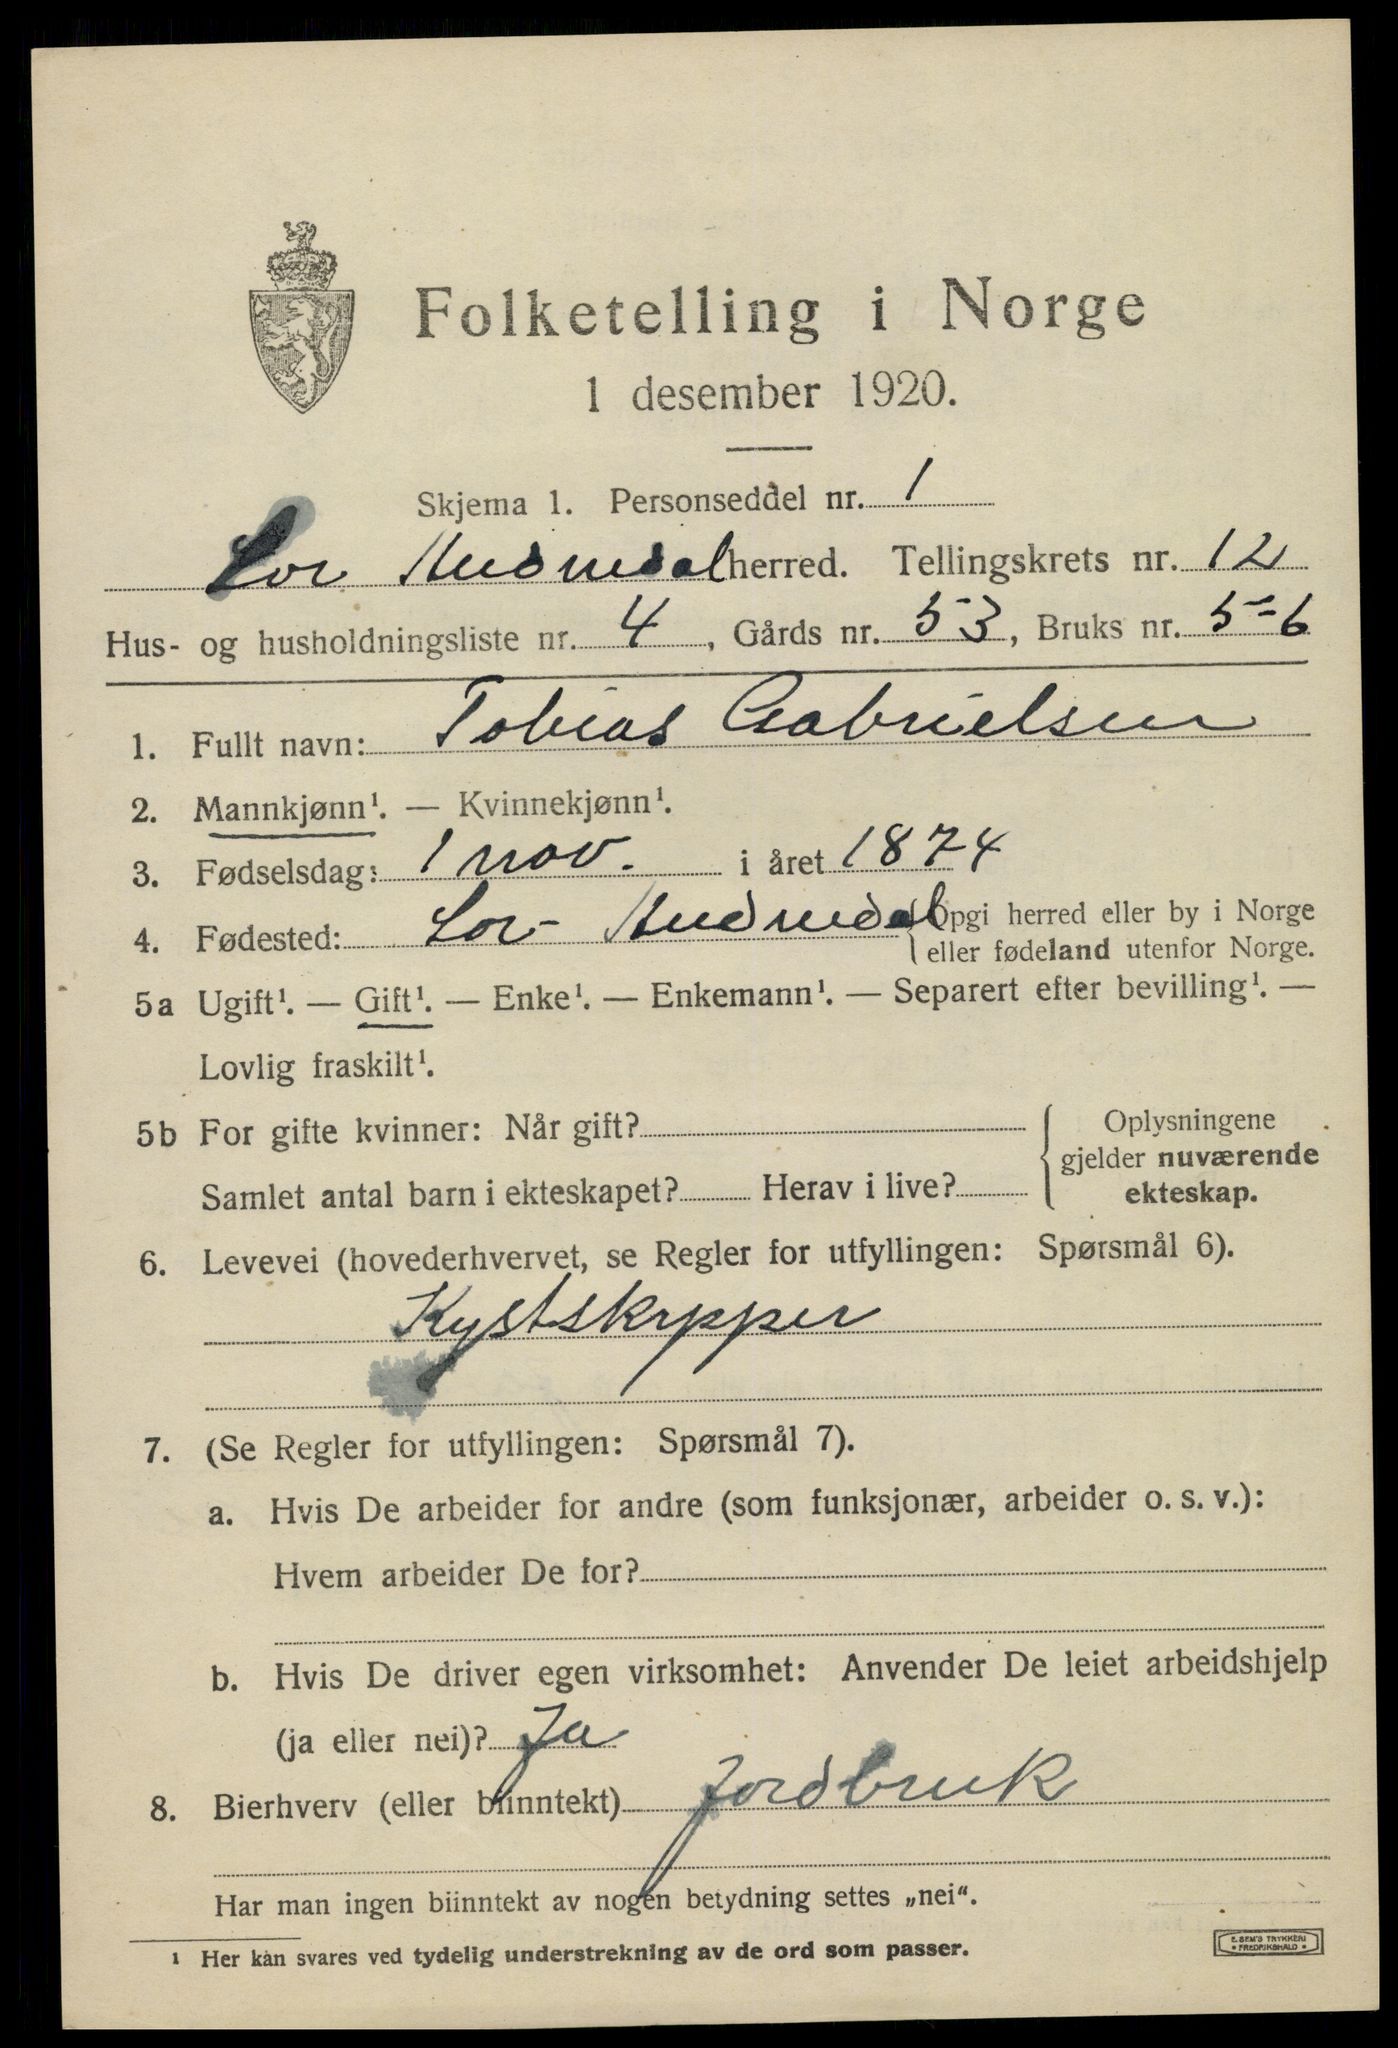 Folketelling i Norge
1 desember 1920.
Skjema 1. Personseddel nr. 1
Sør Audnedal herred. Tellingskrets nr. 12
Hus- og husholdningsliste nr. 4, Gårds nr. 53, Bruks nr. 5-6
1. Fullt navn: Tobias Gabrielsen
2. Mannkjønn¹. — Kvinnekjønn¹.
3. Fødselsdag: 1 nov. i året 1874
4. Fødested: Sør-Audnedal {Opgi herred eller by i Norge
eller fødeland utenfor Norge.
5a Ugift¹. — Gift¹. — Enke¹. — Enkemann¹. — Separert efter bevilling¹. —
Lovlig fraskilt¹.
5b For gifte kvinner: Når gift?
Samlet antal barn i ekteskapet? Herav i live?
Oplysningene
gjelder nuværende
ekteskap.
6. Levevei (hovederhvervet, se Regler for utfyllingen: Spørsmål 6).
Kystskipper
7. (Se Regler for utfyllingen: Spørsmål 7).
a. Hvis De arbeider for andre (som funksjonær, arbeider o. s. v.):
Hvem arbeider De for?
b. Hvis De driver egen virksomhet: Anvender De leiet arbeidshjelp
(ja eller nei)? Ja
8. Bierhverv (eller biinntekt) Jordbruk
Har man ingen biinntekt av nogen betydning settes „nei“.
¹ Her kan svares ved tydelig understrekning av de ord som passer.
E. SEM'S TRYKKERI
* FREDRIKSHALD *